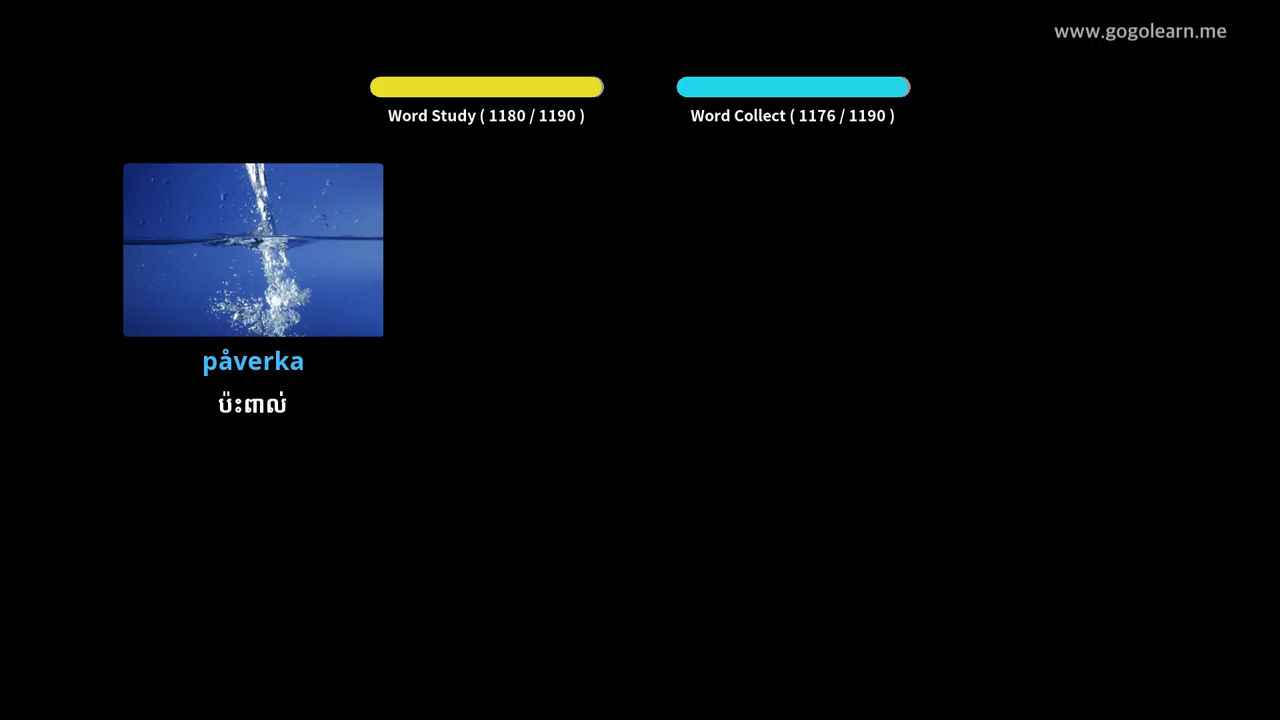 www.gogolearn.me
Word Study ( 1180 / 1190 )
Word Collect ( 1176 / 1190 )
påverka
ប៉ះពាល់